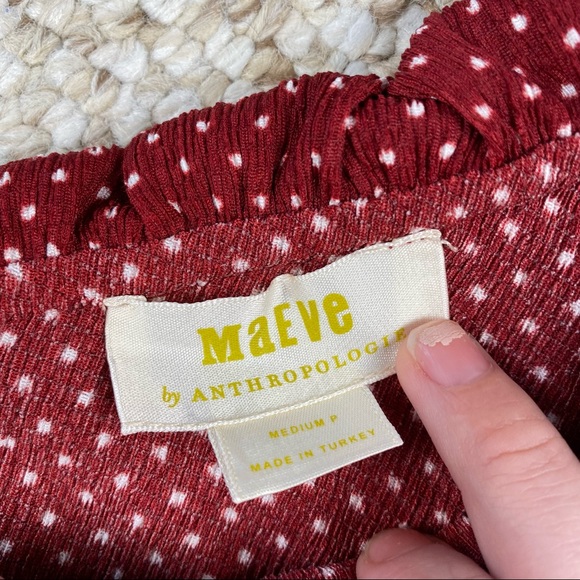 MaEVe
by ANTHROPOLOGIE
MEDIUM P
MADE IN TURKEY